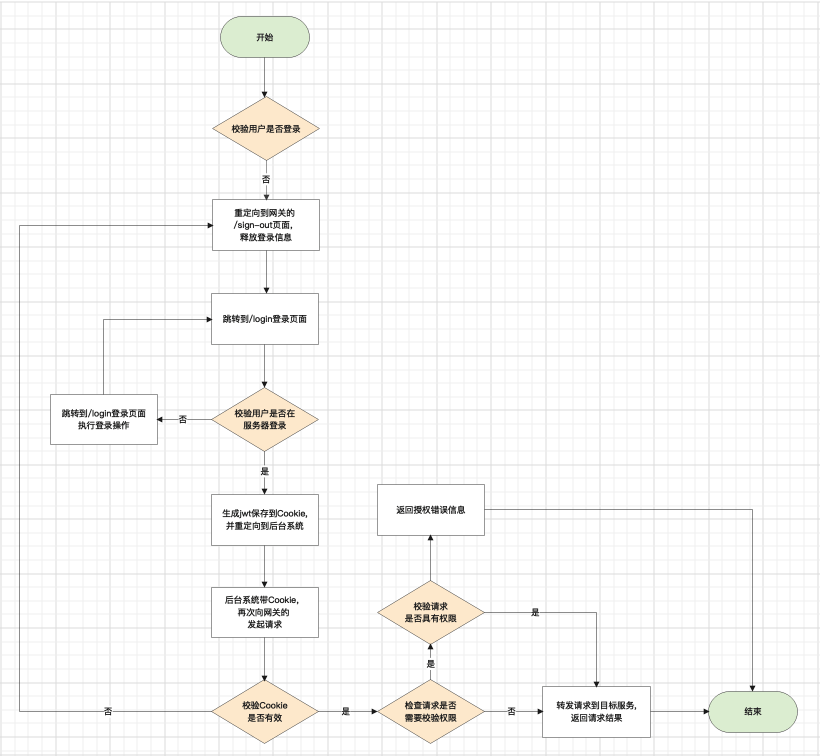 开始
校验用户是否登录
否
重定向到网关的
/sign-out页面，
释放登录信息
跳转到/login登录页面
跳转到/login登录页面
执行登录操作
否
校验用户是否在
服务器登录
是
生成jwt保存到Cookie，
并重定向到后台系统
返回授权错误信息
后台系统带Cookie，
再次向网关的
发起请求
校验请求
是否具有权限
是
是
否
校验Cookie
是否有效
是
检查请求是否
需要校验权限
否
转发请求到目标服务，
返回请求结果
结束